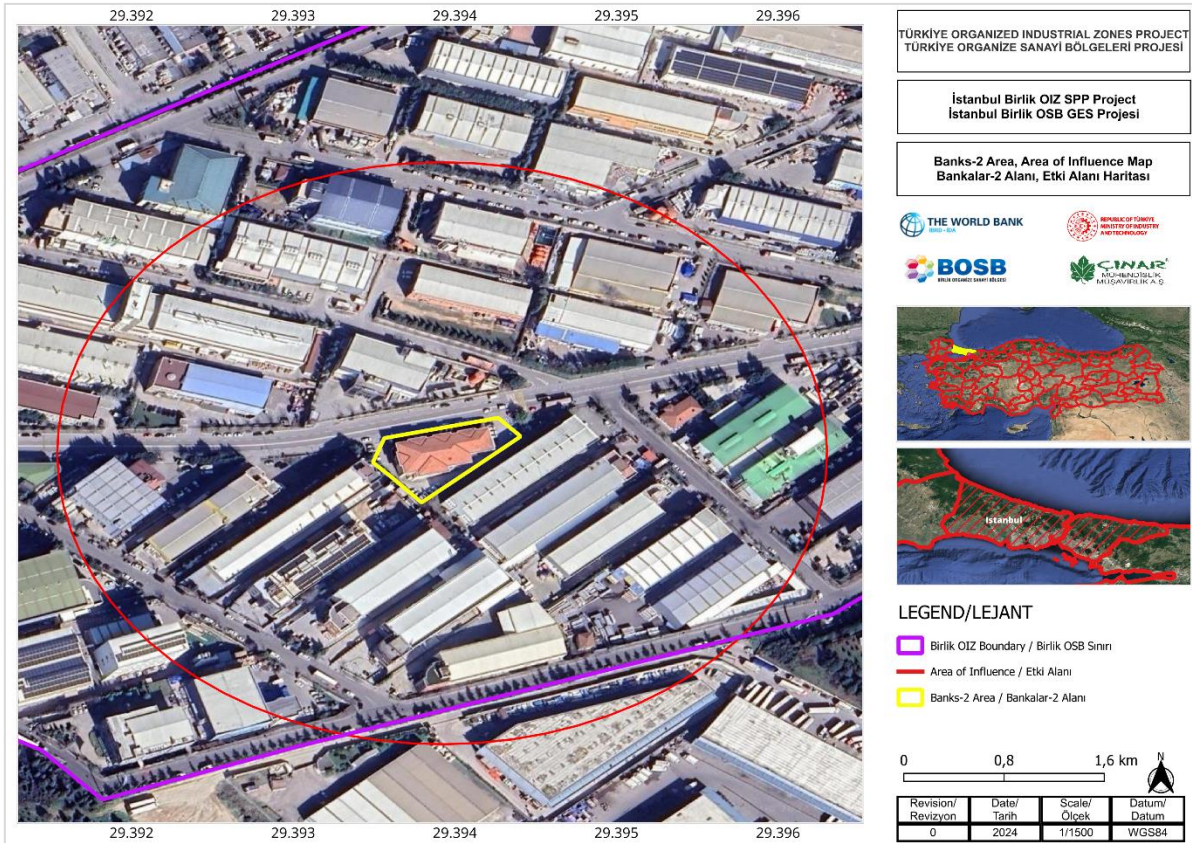 29.392 29.393 29.394 29.395 29.396
TÜRKİYE ORGANIZED INDUSTRIAL ZONES PROJECT
TÜRKİYE ORGANİZE SANAYİ BÖLGELERİ PROJESİ
İstanbul Birlik OIZ SPP Project
İstanbul Birlik OSB GES Projesi
Banks-2 Area, Area of Influence Map
Bankalar-2 Alanı, Etki Alanı Haritası
THE WORLD BANK
IBRD • IDA
REPUBLIC OF TÜRKİYE
MINISTRY OF INDUSTRY
AND TECHNOLOGY
BOSB
BİRLİK ORGANİZE SANAYİ BÖLGESİ
ÇINAR
MÜHENDİSLİK
MÜŞAVİRLİK A.Ş.
İstanbul
LEGEND/LEJANT
Birlik OIZ Boundary / Birlik OSB Sınırı
Area of Influence / Etki Alanı
Banks-2 Area / Bankalar-2 Alanı
0 0,8 1,6 km
N
Revision/ Date/ Scale/ Datum/
Revizyon Tarih Ölçek Datum
0 2024 1/1500 WGS84
29.392 29.393 29.394 29.395 29.396